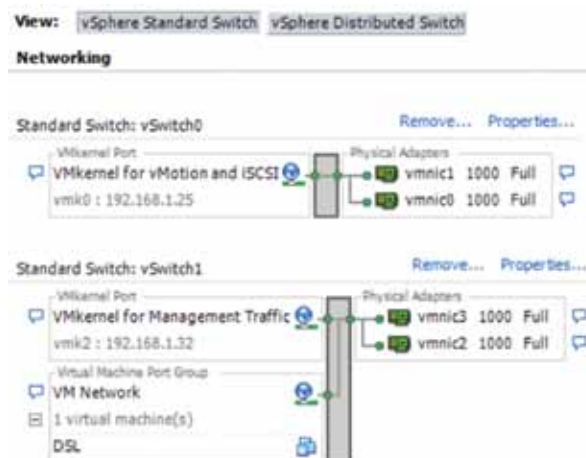 View: vSphere Standard Switch vSphere Distributed Switch
Networking
Standard Switch: vSwitch0 Remove... Properties...
VMkernel Port Physical Adapters
VMkernel for vMotion and iSCSI vmnic1 1000 Full
vmk0 : 192.168.1.25 vmnic0 1000 Full
Standard Switch: vSwitch1 Remove... Properties...
VMkernel Port Physical Adapters
VMkernel for Management Traffic vmnic3 1000 Full
vmk2 : 192.168.1.32 vmnic2 1000 Full
Virtual Machine Port Group
VM Network
1 virtual machine(s)
DSL